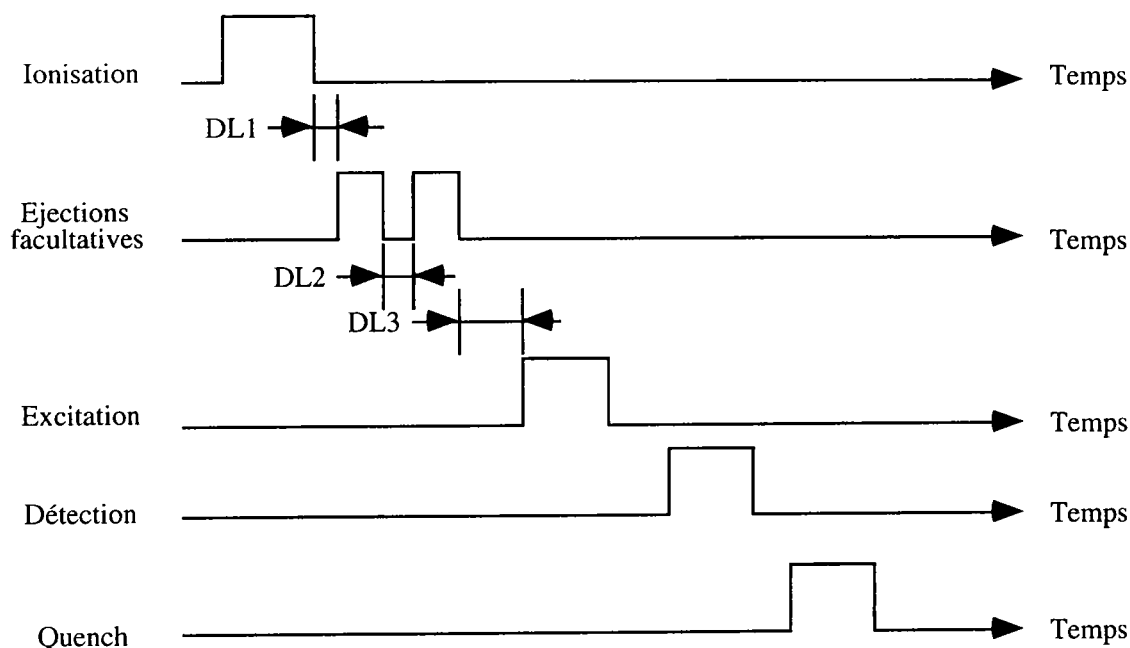 Ionisation
Temps
DL1
Ejections
facultatives
Temps
DL2
DL3
Excitation
Temps
Détection
Temps
Quench
Temps